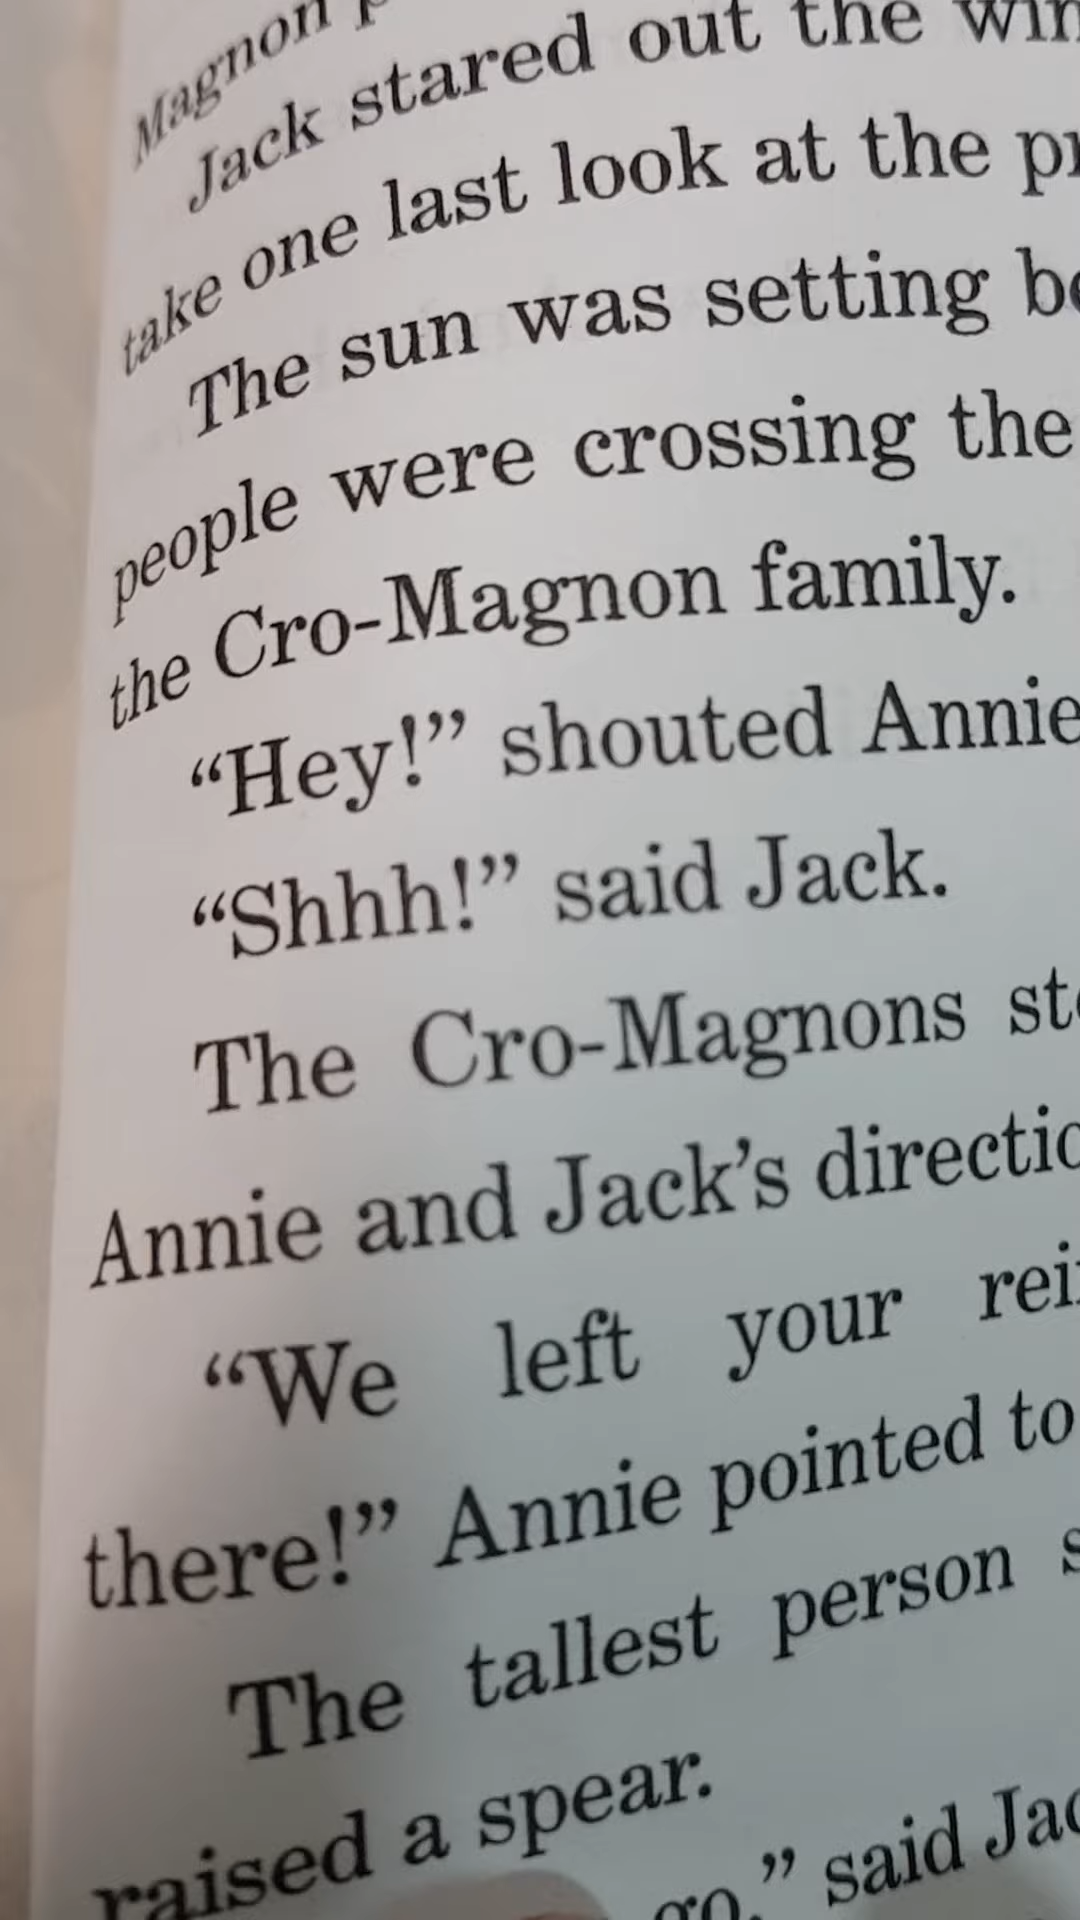 Magnon
Jack stared out the
take one last look at the
The sun was setting
people were crossing the
the Cro-Magnon family.
“Hey!” shouted Annie
“Shhh!” said Jack.
The Cro-Magnons
Annie and Jack’s
“We left your
there!” Annie pointed to
The tallest person
raised a spear.
go,” said